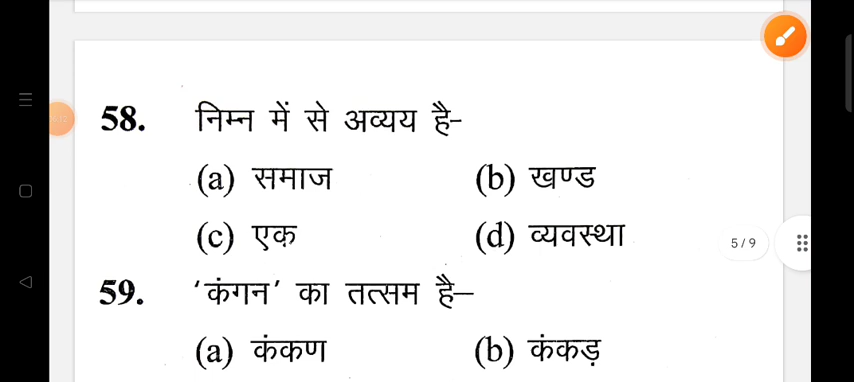 58. निम्न में से अव्यय है-
(a) समाज (b) खण्ड
(c) एक (d) व्यवस्था
5/9
59. ‘कंगन’ का तत्सम है–
(a) कंकण (b) कंकड़